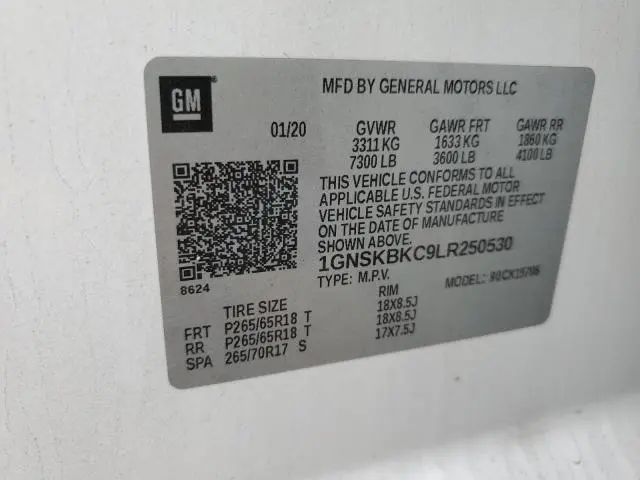 GM
MFD BY GENERAL MOTORS LLC
01/20 GVWR GAWR FRT GAWR RR
3311 KG 1633 KG 1860 KG
7300 LB 3600 LB 4100 LB
THIS VEHICLE CONFORMS TO ALL
APPLICABLE U.S. FEDERAL MOTOR
VEHICLE SAFETY STANDARDS IN EFFECT
ON THE DATE OF MANUFACTURE
SHOWN ABOVE
1GNSKBKC9LR250530
8624
TYPE: M.P.V. MODEL:
TIRE SIZE RIM
FRT P265/65R18 T 18X8.5J
RR P265/65R18 T 18X8.5J
SPA 265/70R17 S 17X7.5J